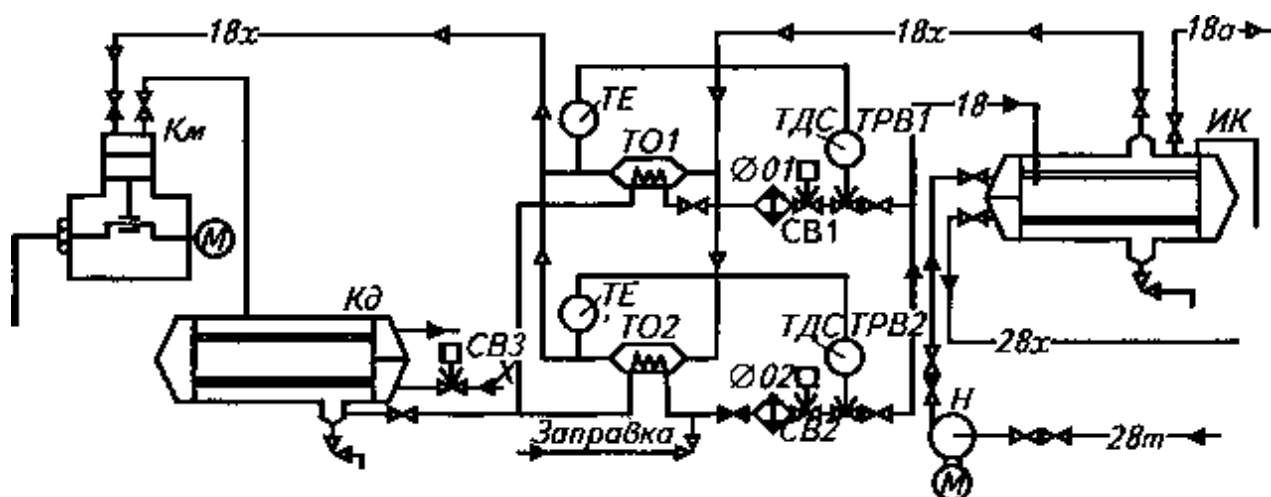 18х
18х
18а
ТЕ
Км
ТДС
ТРВ1
18
ИК
ТО1
Ø01
М
СВ1
Кд
ТЕ
ТО2
ТДС
ТРВ2
28х
СВ3
Ø02
Н
СВ2
Заправка
28т
М